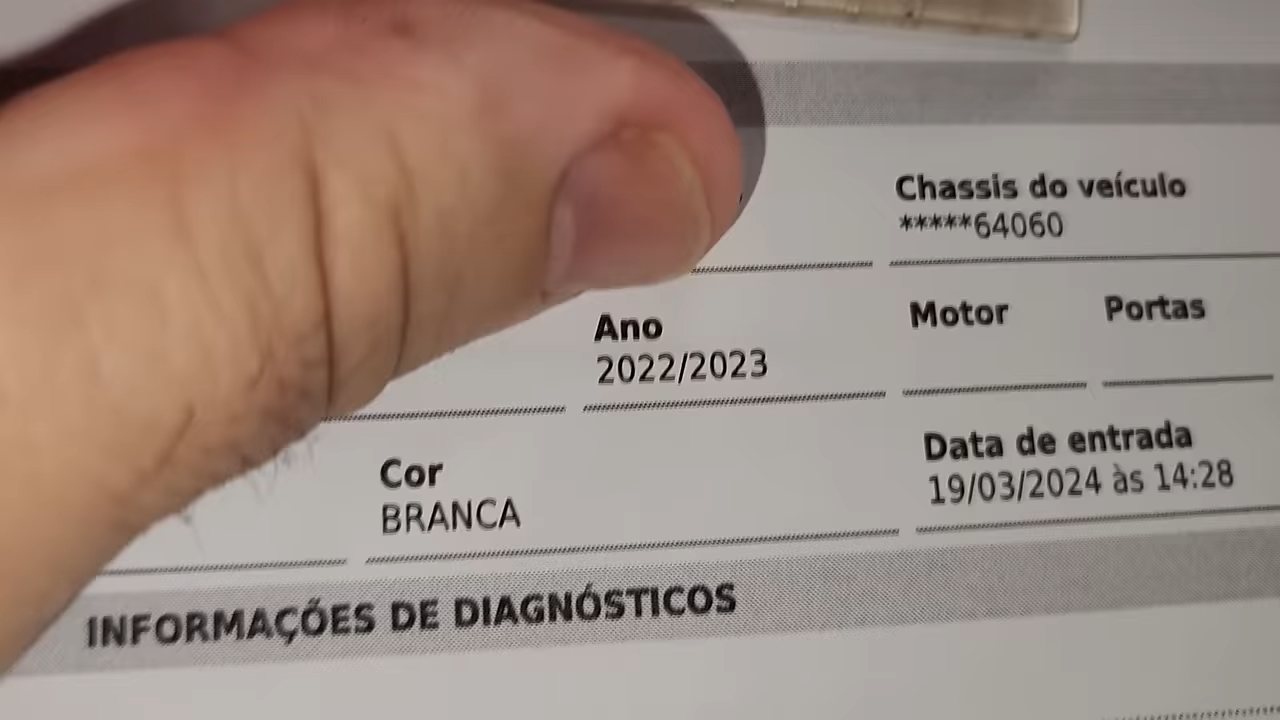 Chassis do veículo
*****64060
Ano
2022/2023
Motor
Portas
Cor
BRANCA
Data de entrada
19/03/2024 às 14:28
INFORMAÇÕES DE DIAGNÓSTICOS